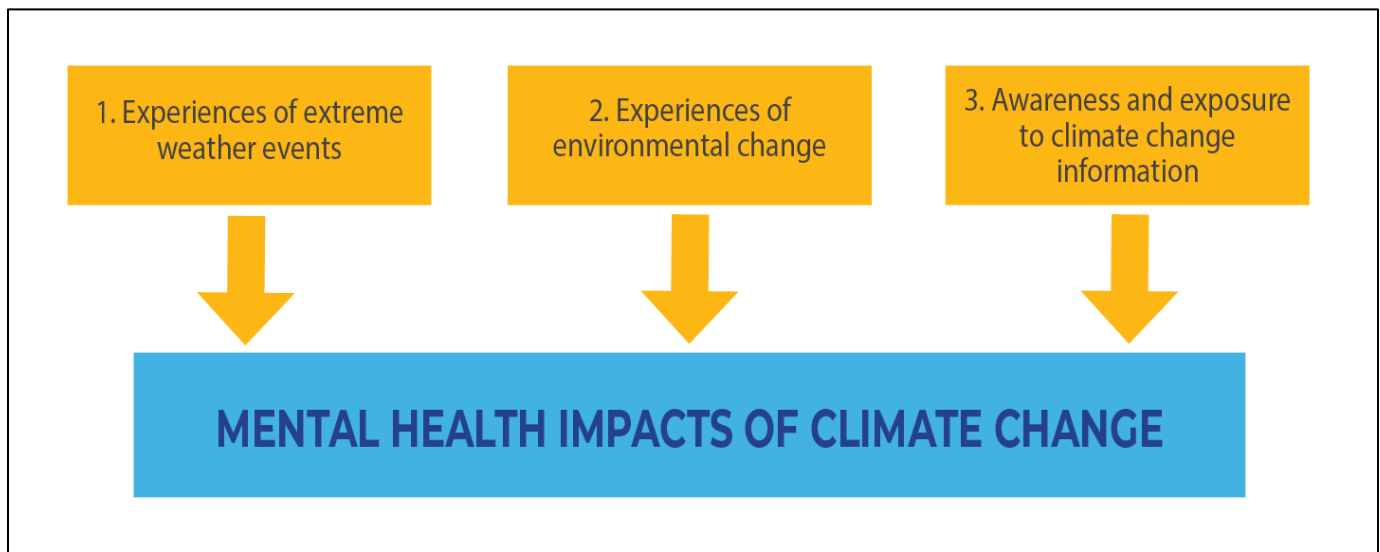 1. Experiences of extreme
weather events
2. Experiences of
environmental change
3. Awareness and exposure
to climate change
information
MENTAL HEALTH IMPACTS OF CLIMATE CHANGE